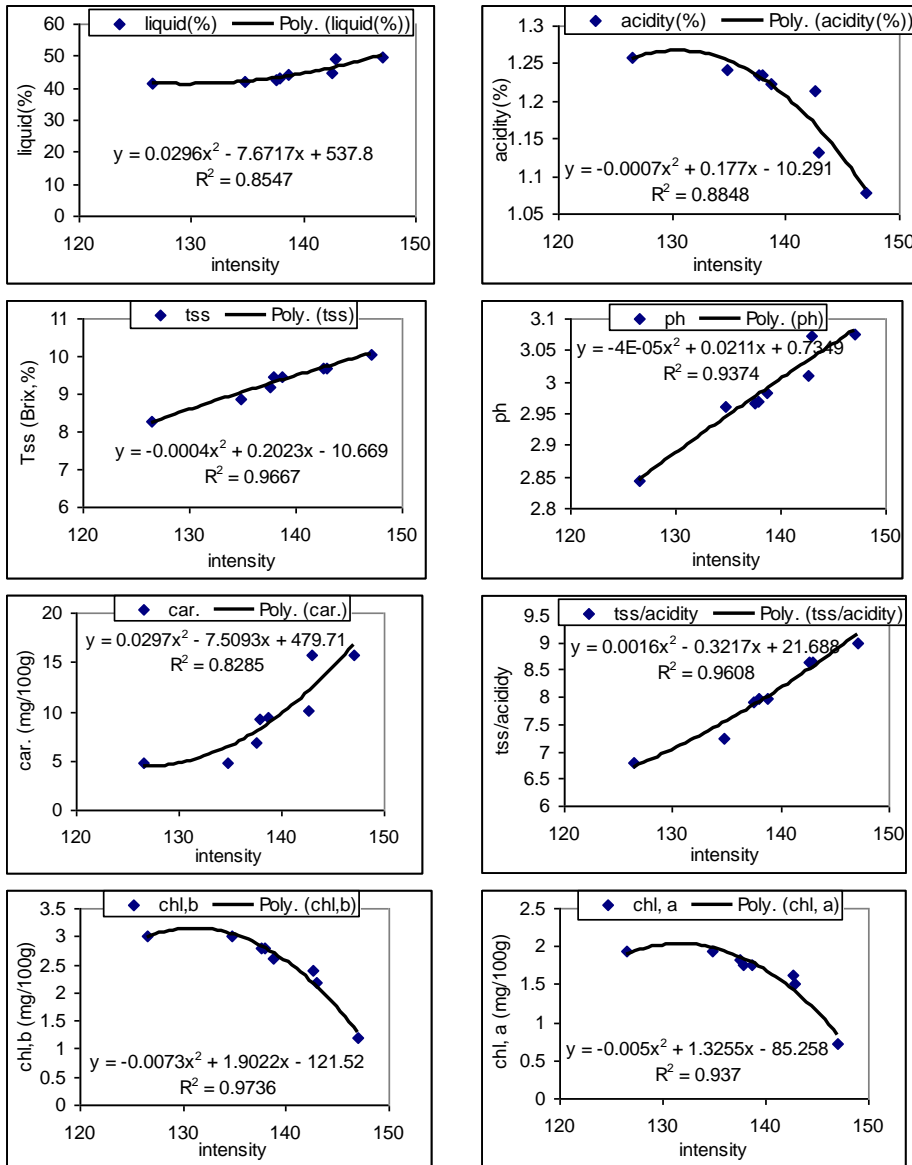 liquid(%) Poly. (liquid(%))
60
50
40
30
20
10
0
liquid(%)
y = 0.0296x² - 7.6717x + 537.8
R² = 0.8547
120 130 140 150
intensity
acidity(%) Poly. (acidity(%))
1.3
1.25
1.2
1.15
1.1
1.05
acidity(%)
y = -0.0007x² + 0.177x - 10.291
R² = 0.8848
120 130 140 150
intensity
tss Poly. (tss)
11
10
9
8
7
6
Tss (Brix,%)
y = -0.0004x² + 0.2023x - 10.669
R² = 0.9667
120 130 140 150
intensity
ph Poly. (ph)
3.1
3.05
3
2.95
2.9
2.85
2.8
ph
y = -4E-05x² + 0.0211x + 0.7349
R² = 0.9374
120 130 140 150
intensity
car. Poly. (car.)
20
15
10
5
0
car. (mg/100g)
y = 0.0297x² - 7.5093x + 479.71
R² = 0.8285
120 130 140 150
intensity
tss/acidity Poly. (tss/acidity)
9.5
9
8.5
8
7.5
7
6.5
6
tss/acididy
y = 0.0016x² - 0.3217x + 21.688
R² = 0.9608
120 130 140 150
intensity
chl,b Poly. (chl,b)
3.5
3
2.5
2
1.5
1
0.5
0
chl,b (mg/100g)
y = -0.0073x² + 1.9022x - 121.52
R² = 0.9736
120 130 140 150
intensity
chl, a Poly. (chl, a)
2.5
2
1.5
1
0.5
0
chl, a (mg/100g)
y = -0.005x² + 1.3255x - 85.258
R² = 0.937
120 130 140 150
intensity